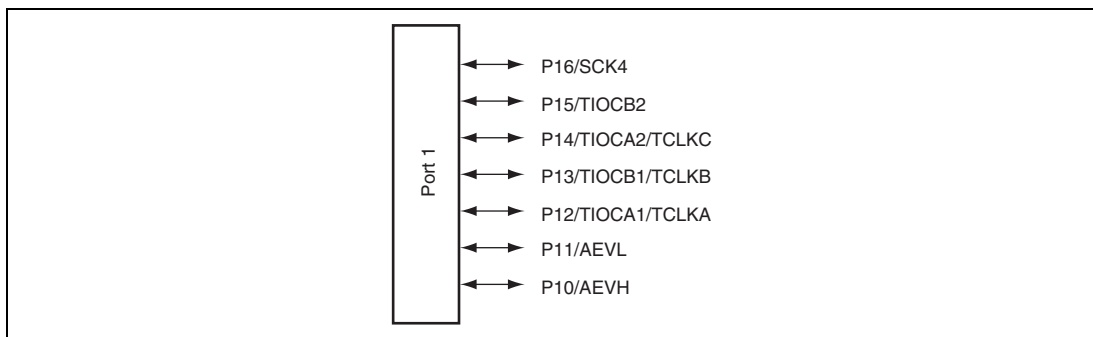 Port 1
P16/SCK4
P15/TIOCB2
P14/TIOCA2/TCLKC
P13/TIOCB1/TCLKB
P12/TIOCA1/TCLKA
P11/AEVL
P10/AEVH